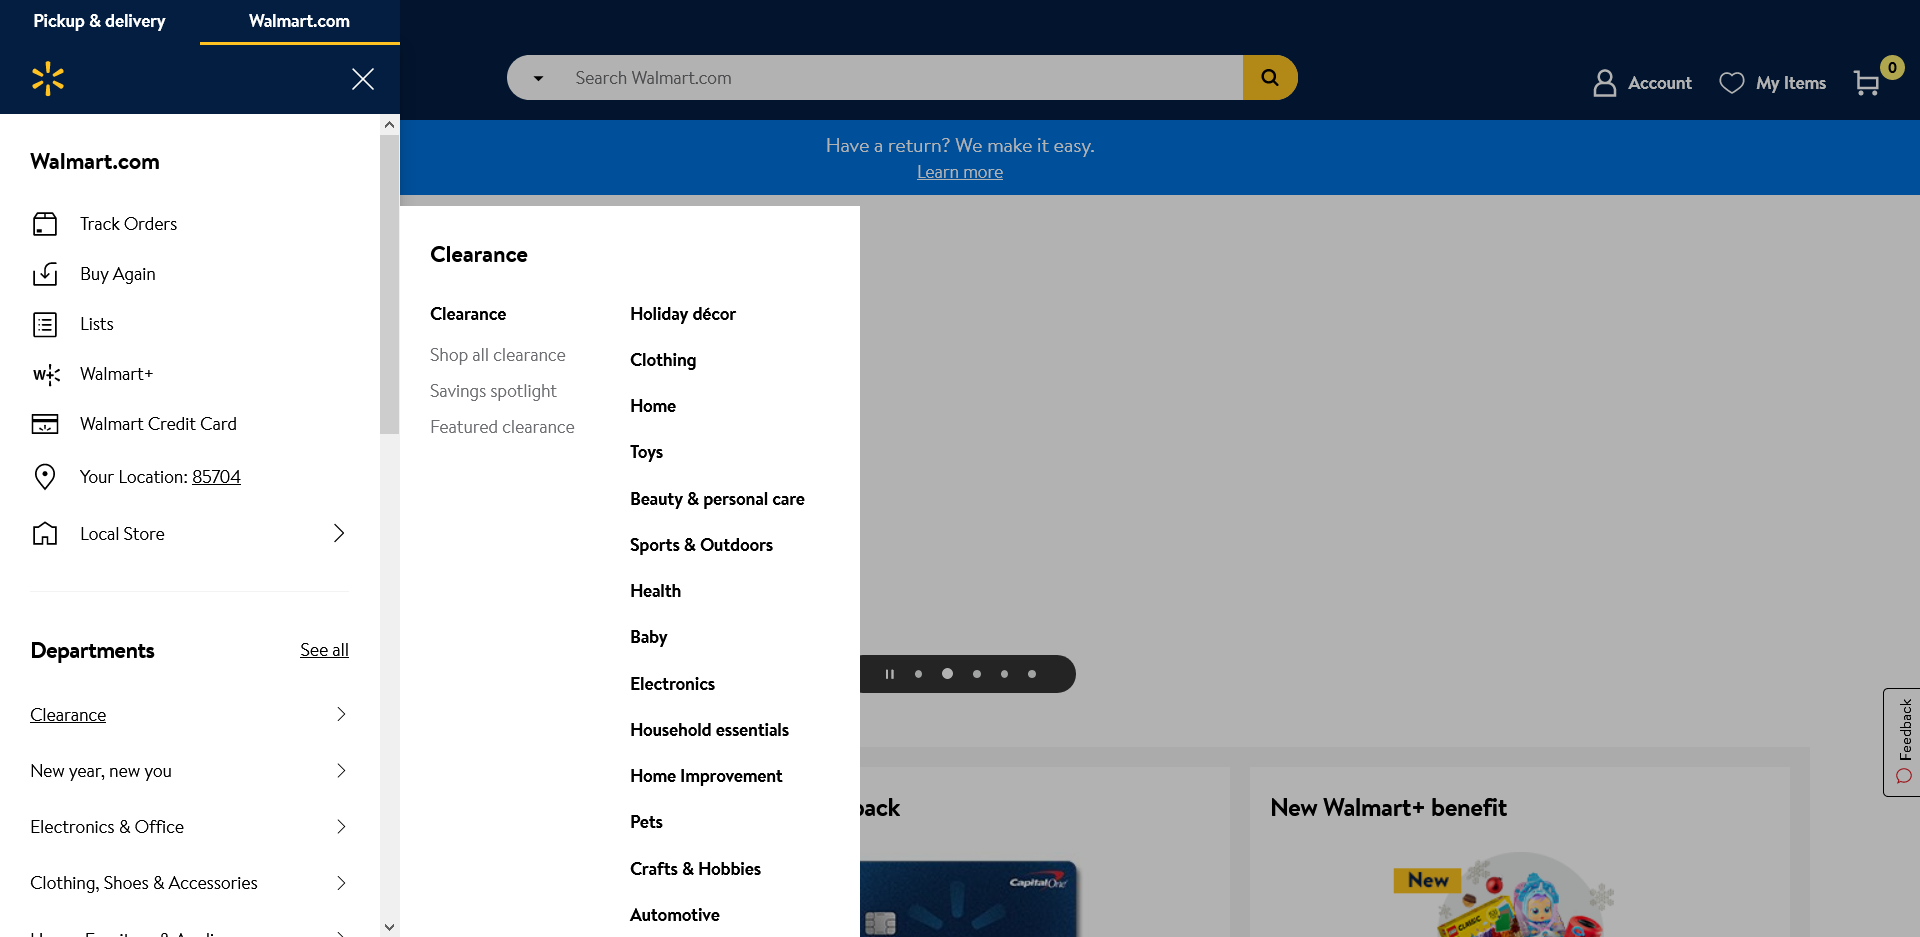 Pickup & delivery
Walmart.com
Search Walmart.com
Account
My Items
0
Have a return? We make it easy.
Learn more
Walmart.com
Track Orders
Buy Again
Lists
W+
Walmart+
Walmart Credit Card
Your Location: 85704
Local Store
Departments
See all
Clearance
New year, new you
Electronics & Office
Clothing, Shoes & Accessories
Clearance
Clearance
Shop all clearance
Savings spotlight
Featured clearance
Holiday décor
Clothing
Home
Toys
Beauty & personal care
Sports & Outdoors
Health
Baby
Electronics
Household essentials
Home Improvement
Pets
Crafts & Hobbies
Automotive
Capital One
New Walmart+ benefit
New
CLASSIC
Feedback